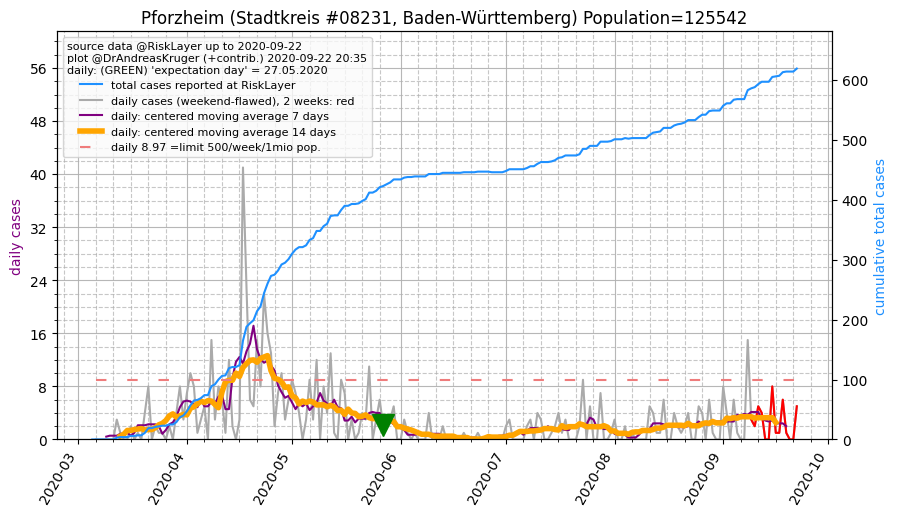 Pforzheim (Stadtkreis #08231, Baden-Württemberg) Population=125542
source data @RiskLayer up to 2020-09-22
plot @DrAndreasKruger (+contrib.) 2020-09-22 20:35
daily: (GREEN) 'expectation day' = 27.05.2020
total cases reported at RiskLayer
daily cases (weekend-flawed), 2 weeks: red
daily: centered moving average 7 days
daily: centered moving average 14 days
daily 8.97 =limit 500/week/1mio pop.
daily cases
56
48
40
32
24
16
8
0
cumulative total cases
600
500
400
300
200
100
0
2020-03
2020-04
2020-05
2020-06
2020-07
2020-08
2020-09
2020-10